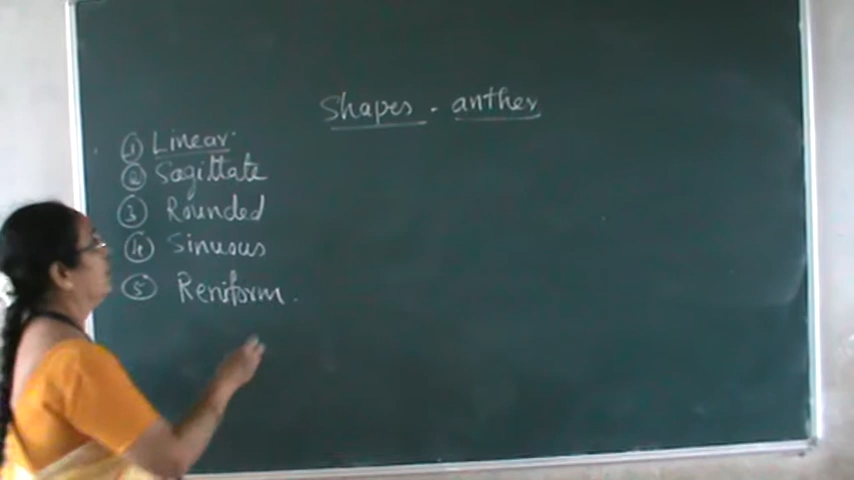 Shapes - anther
① Linear
② Sagittate
③ Rounded
④ Sinuous
⑤ Reniform.